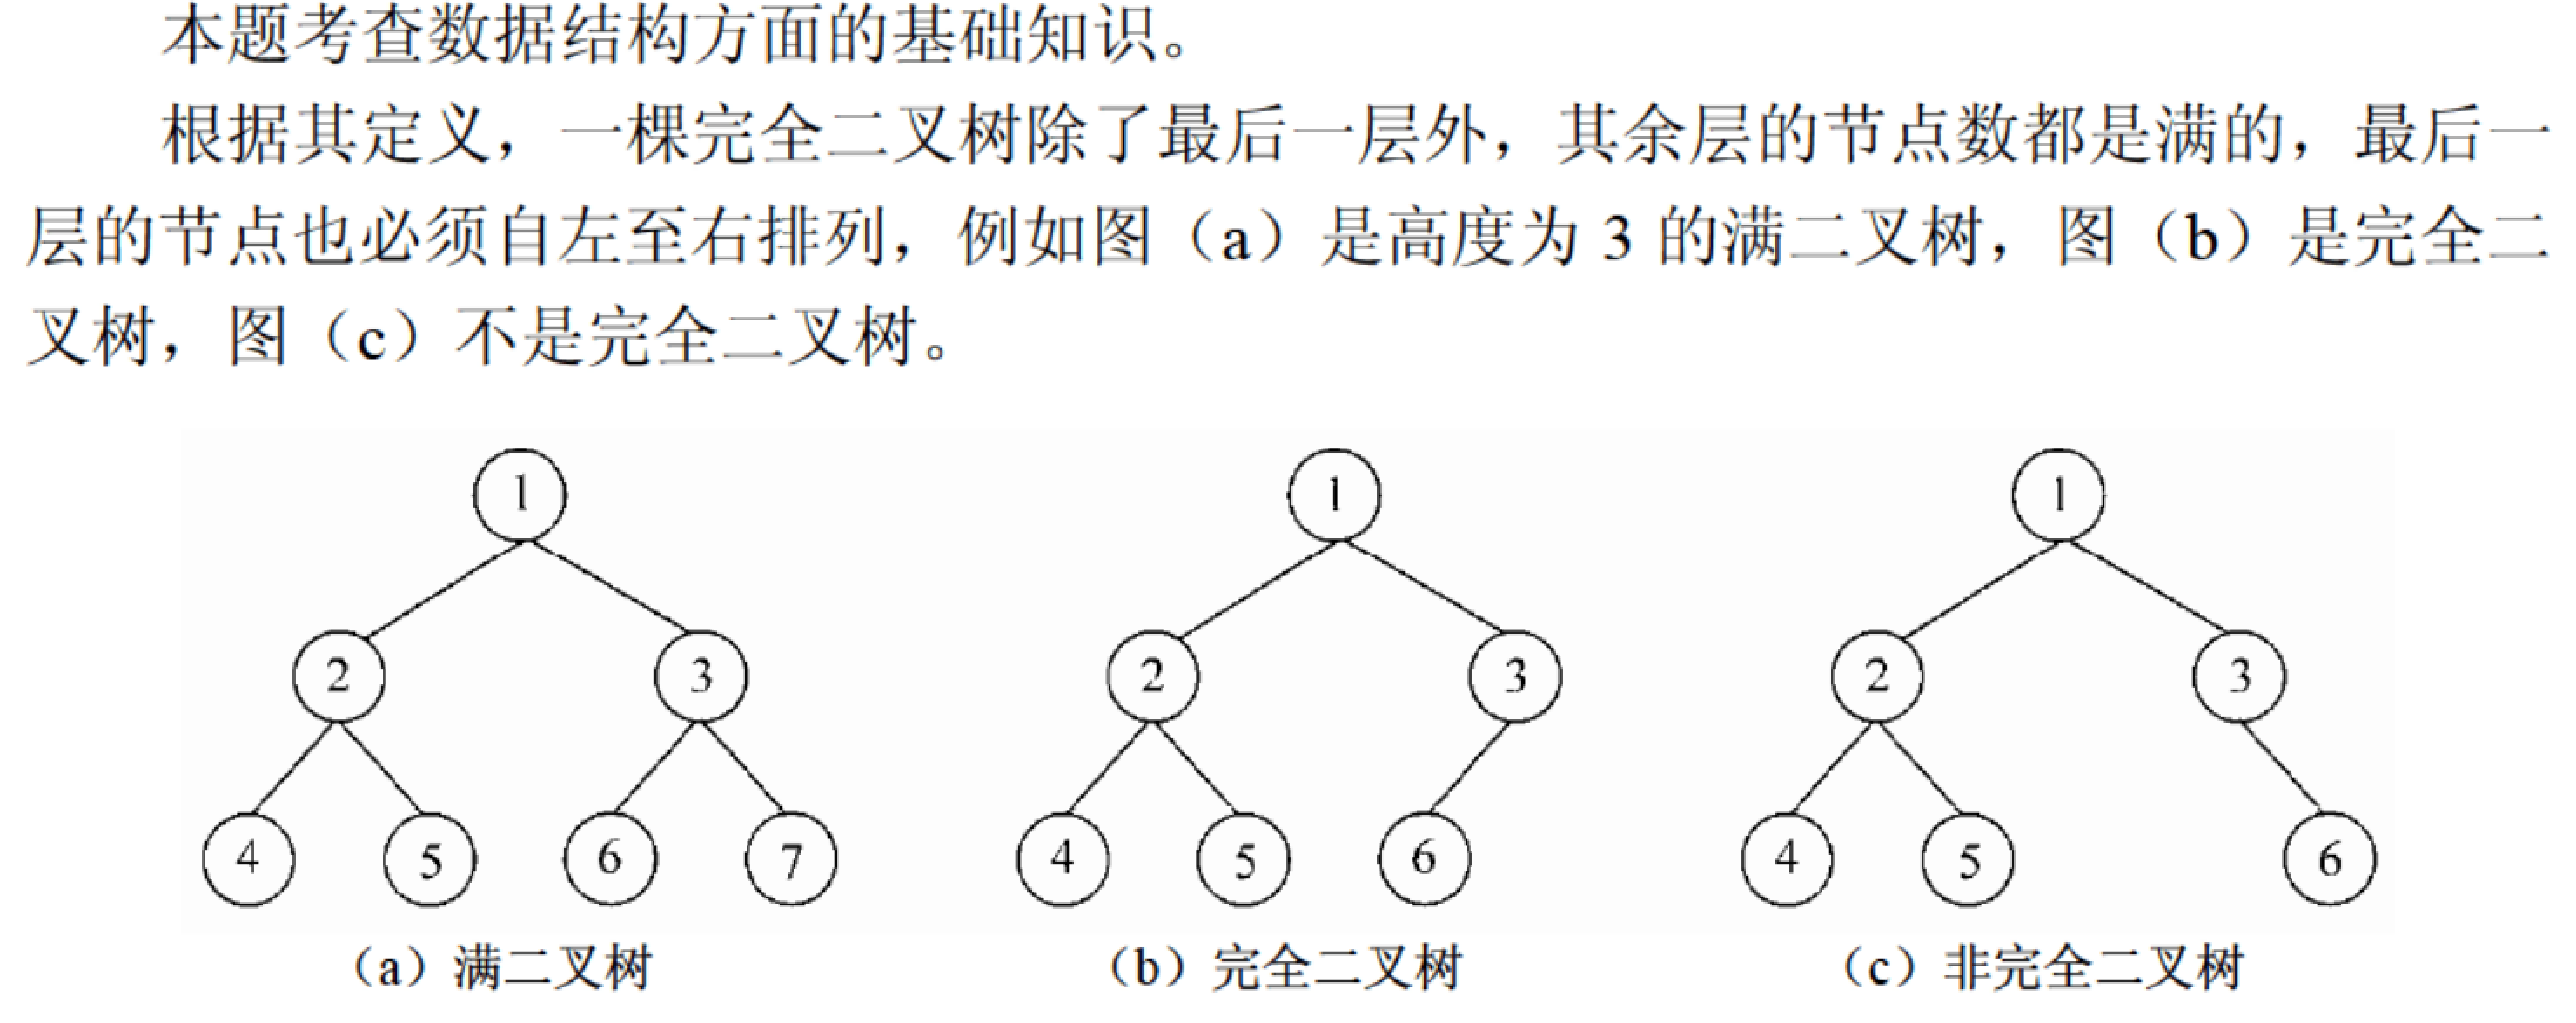 本题考查数据结构方面的基础知识。
根据其定义，一棵完全二叉树除了最后一层外，其余层的节点数都是满的，最后一
层的节点也必须自左至右排列，例如图（a）是高度为 3 的满二叉树，图（b）是完全二
叉树，图（c）不是完全二叉树。
1 1 1
2 3 2 3 2 3
4 5 6 7 4 5 6 4 5 6
（a）满二叉树 （b）完全二叉树 （c）非完全二叉树